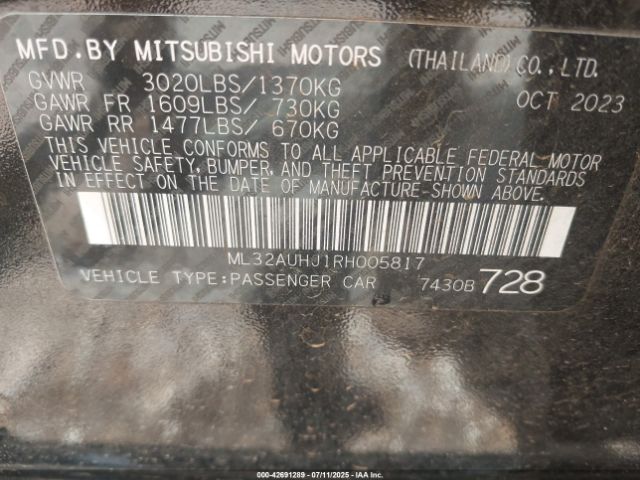 MFD. BY MITSUBISHI MOTORS (THAILAND) CO., LTD.
GVWR 3020LBS/1370KG OCT 2023
GAWR FR 1609LBS/ 730KG
GAWR RR 1477LBS/ 670KG
THIS VEHICLE CONFORMS TO ALL APPLICABLE FEDERAL MOTOR
VEHICLE SAFETY, BUMPER, AND THEFT PREVENTION STANDARDS
IN EFFECT ON THE DATE OF MANUFACTURE SHOWN ABOVE.
ML32AUHJ1RH005817
VEHICLE TYPE:PASSENGER CAR 7430B 728
000-42691289 - 07/11/2025 - IAAI.COM